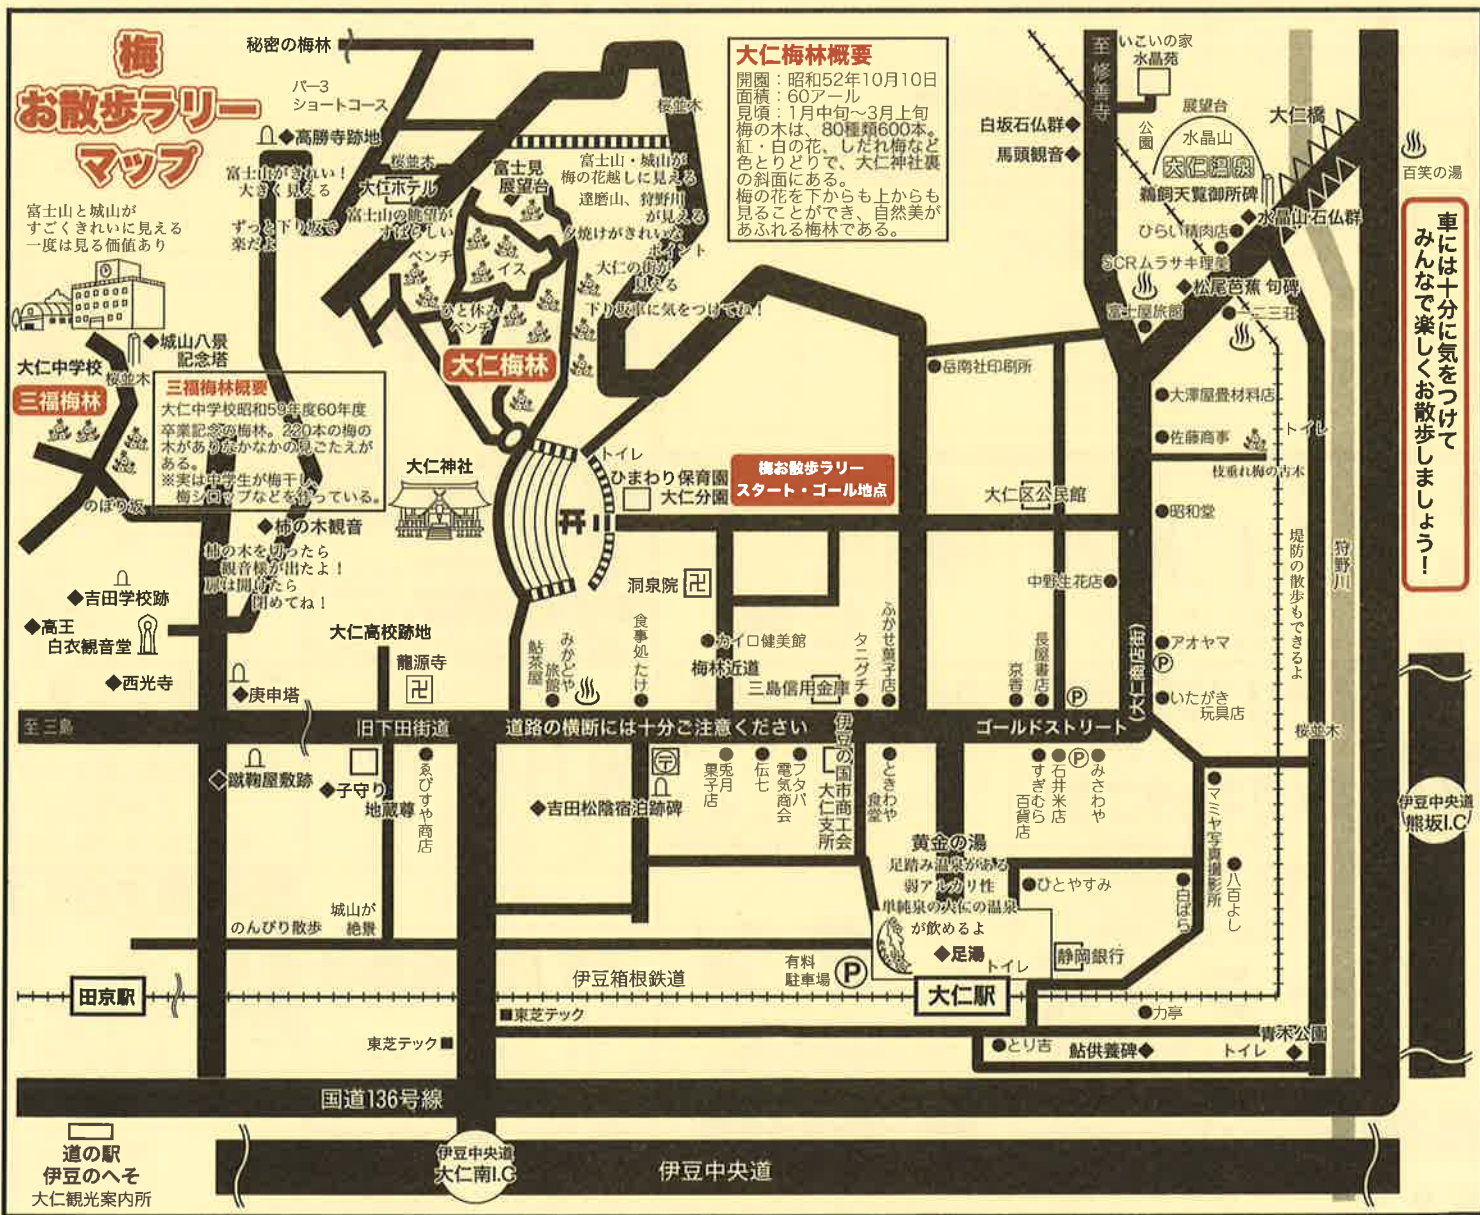 梅
お散歩ラリー
マップ
秘密の梅林
パー3
ショートコース
◆高勝寺跡地
富士山がきれい！
大きく見える
ずっと下り坂で
楽だよ
富士山と城山が
すごくきれいに見える
一度は見る価値あり
大仁中学校
◆城山八景
記念塔
桜並木
三福梅林
三福梅林概要
大仁中学校昭和59年度60年度
卒業記念の梅林。220本の梅の
木がありなかなかの見ごたえが
ある。
※実は中学生が梅干し、
梅シロップなどを作っている。
のぼり坂
桜並木
大仁ホテル
富士山の眺望が
すばらしい
富士見
展望台
桜並木
富士山・城山が
梅の花越しに見える
達磨山、狩野川
が見える
夕焼けがきれいな
ポイント
大仁の街が
見える
下り坂車に気をつけてね！
ベンチ
イス
ひと休み
ベンチ
大仁梅林
大仁梅林概要
開園：昭和52年10月10日
面積：60アール
見頃：1月中旬～3月上旬
梅の木は、80種類600本。
紅・白の花、しだれ梅など
色とりどりで、大仁神社裏
の斜面にある。
梅の花を下からも上からも
見ることができ、自然美が
あふれる梅林である。
至修善寺
いこいの家
水晶苑
白坂石仏群◆
馬頭観音◆
公園
展望台
水晶山
大仁温泉
鵜飼天覧御所碑
大仁橋
百笑の湯
◆水晶山石仏群
ひらい精肉店●
SCRムラサキ理美
◆松尾芭蕉 句碑
富士屋旅館
●一二三荘
車には十分に気をつけて
みんなで楽しくお散歩しましょう！
●岳南社印刷所
●大澤屋畳材料店
●佐藤商事
トイレ
枝垂れ梅の古木
●昭和堂
堤防の散歩もできるよ
狩野川
大仁神社
トイレ
ひまわり保育園
大仁分園
梅お散歩ラリー
スタート・ゴール地点
大仁区公民館
中野生花店●
◆柿の木観音
柚の木を切ったら
観音様が出たよ！
扉は開けたら
閉めてね！
◆吉田学校跡
◆高王
白衣観音堂
◆西光寺
◆庚申塔
大仁高校跡地
龍源寺
卍
洞泉院
卍
鮎茶屋
みかどや
旅館
食事処たけ
●カイロ健美館
梅林近道
三島信用金庫
タニグチ
ふかせ菓子店
京香
長屋書店
Ⓟ
(大仁商店街)
●アオヤマ
Ⓟ
●いたがき
玩具店
桜並木
至三島
旧下田街道
道路の横断には十分ご注意ください
ゴールドストリート
◇蹴鞠屋敷跡
◆子守り
地蔵尊
ゑびすや商店
〒
◆吉田松陰宿泊跡碑
兎月
菓子店
伝七
フタバ
電気商会
伊豆の国市商工会
大仁支所
ときわや
食堂
すぎむら
百貨店
石井米店
Ⓟ
みさわや
マミヤ写真撮影所
八百よし
白ばら
伊豆中央道
熊坂I.C
黄金の湯
足踏み温泉がある
弱アルカリ性
単純泉の大仁の温泉
が飲めるよ
◆足湯
トイレ
●ひとやすみ
静岡銀行
城山が
絶景
のんびり散歩
伊豆箱根鉄道
有料
駐車場
P
田京駅
大仁駅
■東芝テック
東芝テック■
●力亭
●とり吉
鮎供養碑◆
トイレ
青木公園
◆
国道136号線
道の駅
伊豆のへそ
大仁観光案内所
伊豆中央道
大仁南I.C
伊豆中央道